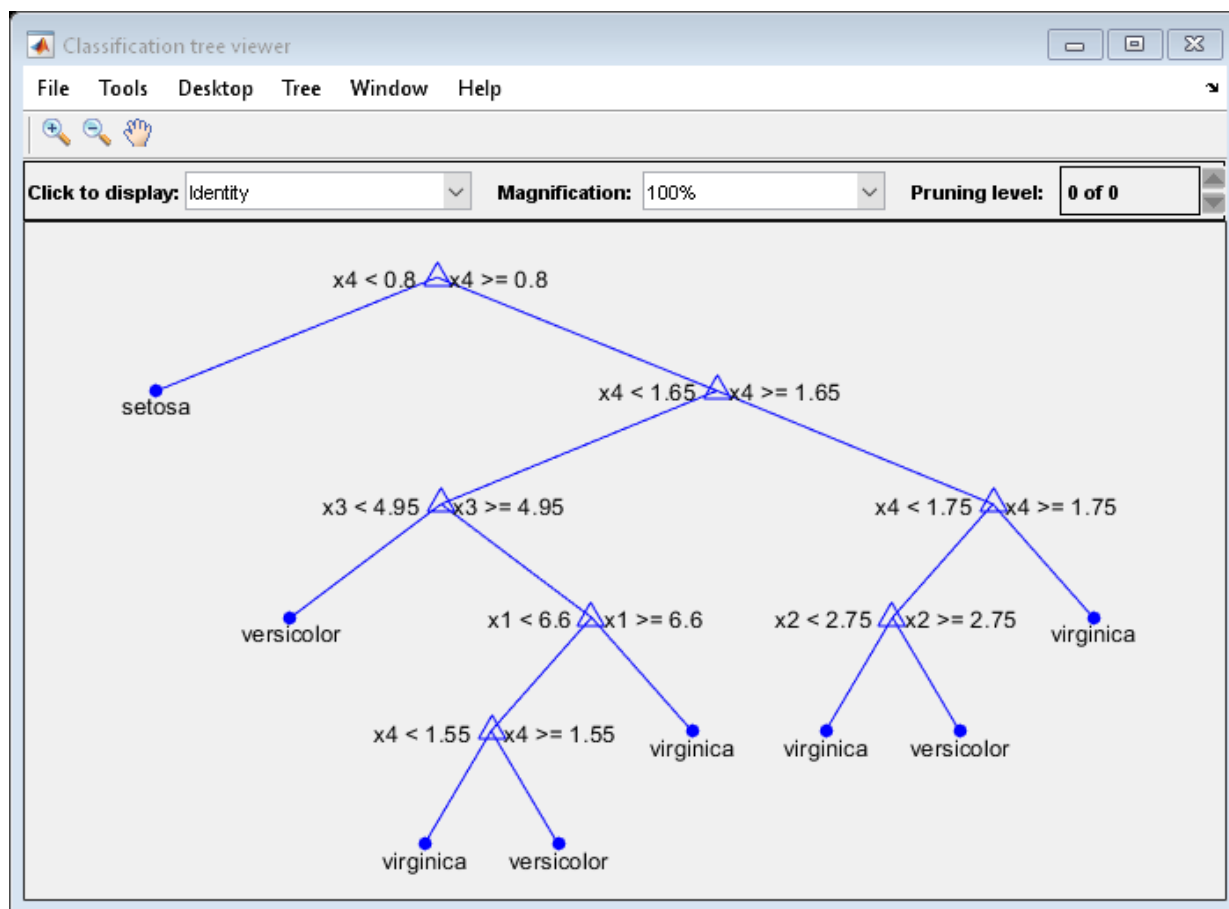 Classification tree viewer
File Tools Desktop Tree Window Help
Click to display: Identity Magnification: 100% Pruning level: 0 of 0
x4 < 0.8 x4 >= 0.8
setosa
x4 < 1.65 x4 >= 1.65
x3 < 4.95 x3 >= 4.95
x4 < 1.75 x4 >= 1.75
versicolor
x1 < 6.6 x1 >= 6.6
x2 < 2.75 x2 >= 2.75
virginica
x4 < 1.55 x4 >= 1.55
virginica
virginica
versicolor
virginica
versicolor